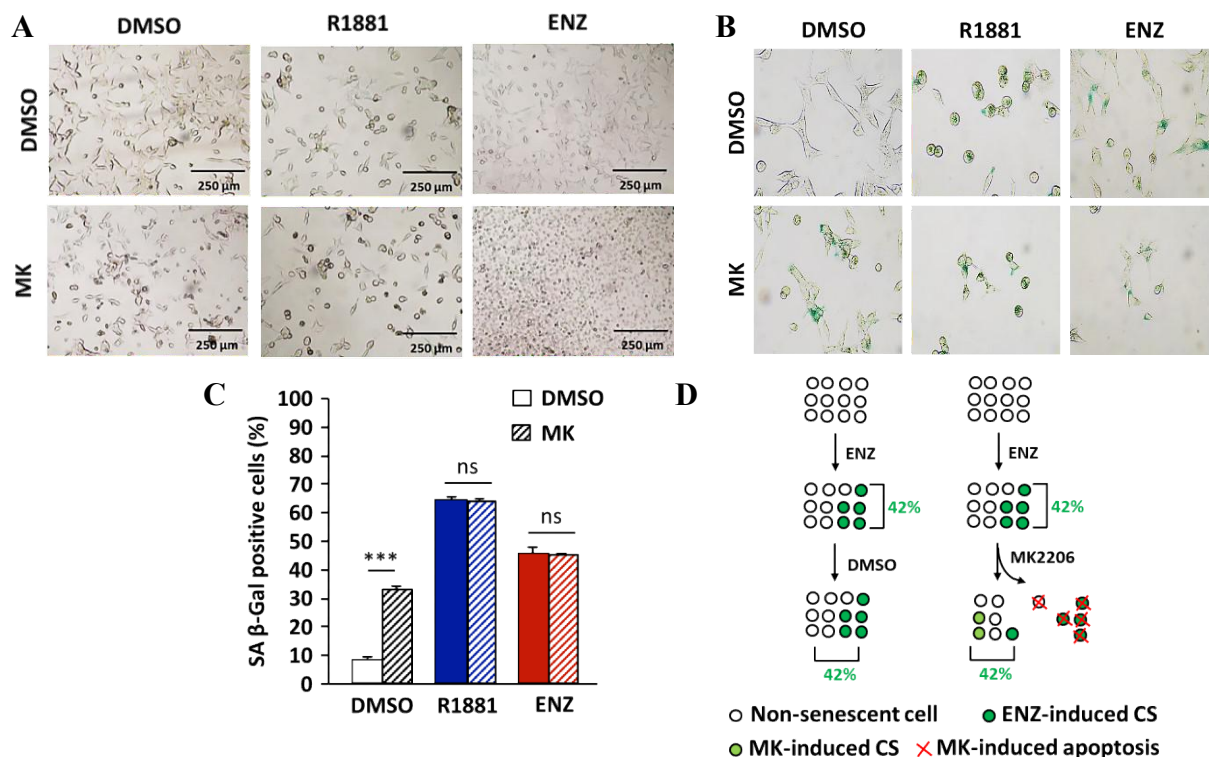 A
DMSO
R1881
ENZ
DMSO
250 µm
250 µm
250 µm
MK
250 µm
250 µm
250 µm
B
DMSO
R1881
ENZ
DMSO
MK
C
SA β-Gal positive cells (%)
100
90
80
70
60
50
40
30
20
10
0
DMSO
MK
***
ns
ns
DMSO
R1881
ENZ
D
ENZ
ENZ
42%
42%
DMSO
MK2206
42%
42%
Non-senescent cell
ENZ-induced CS
MK-induced CS
MK-induced apoptosis